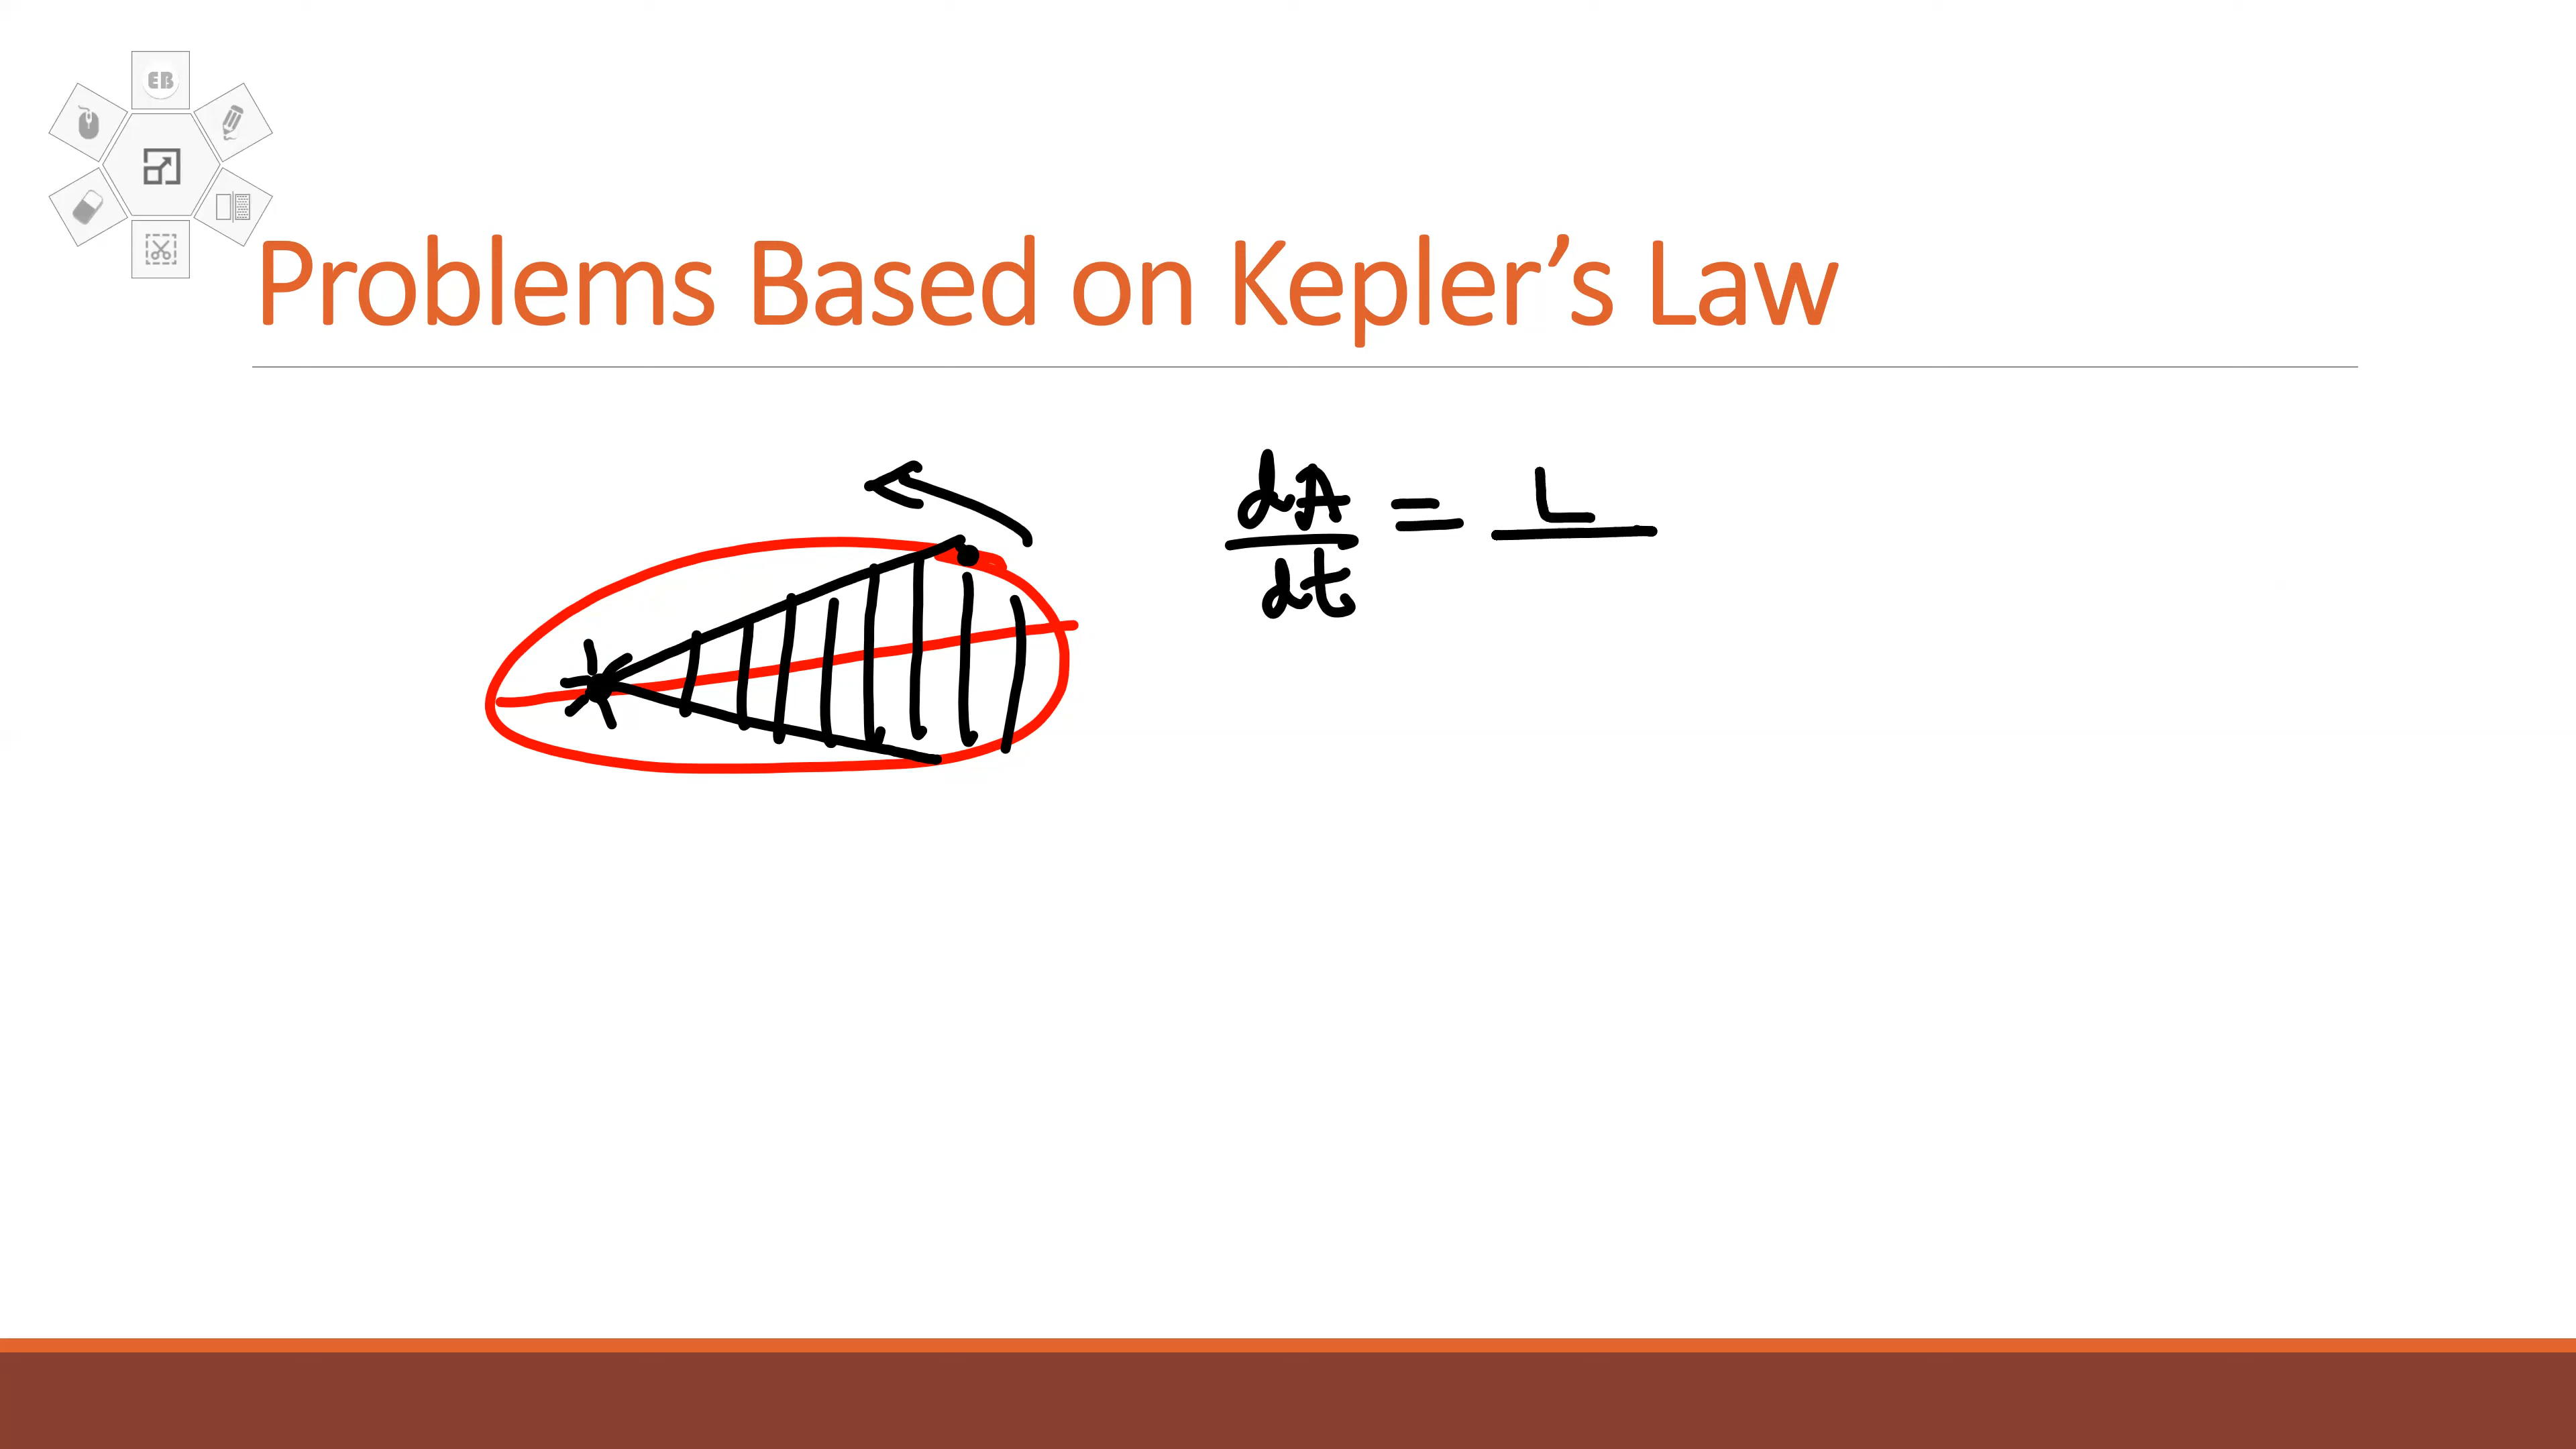 EB
Problems Based on Kepler’s Law
dA = L
dt